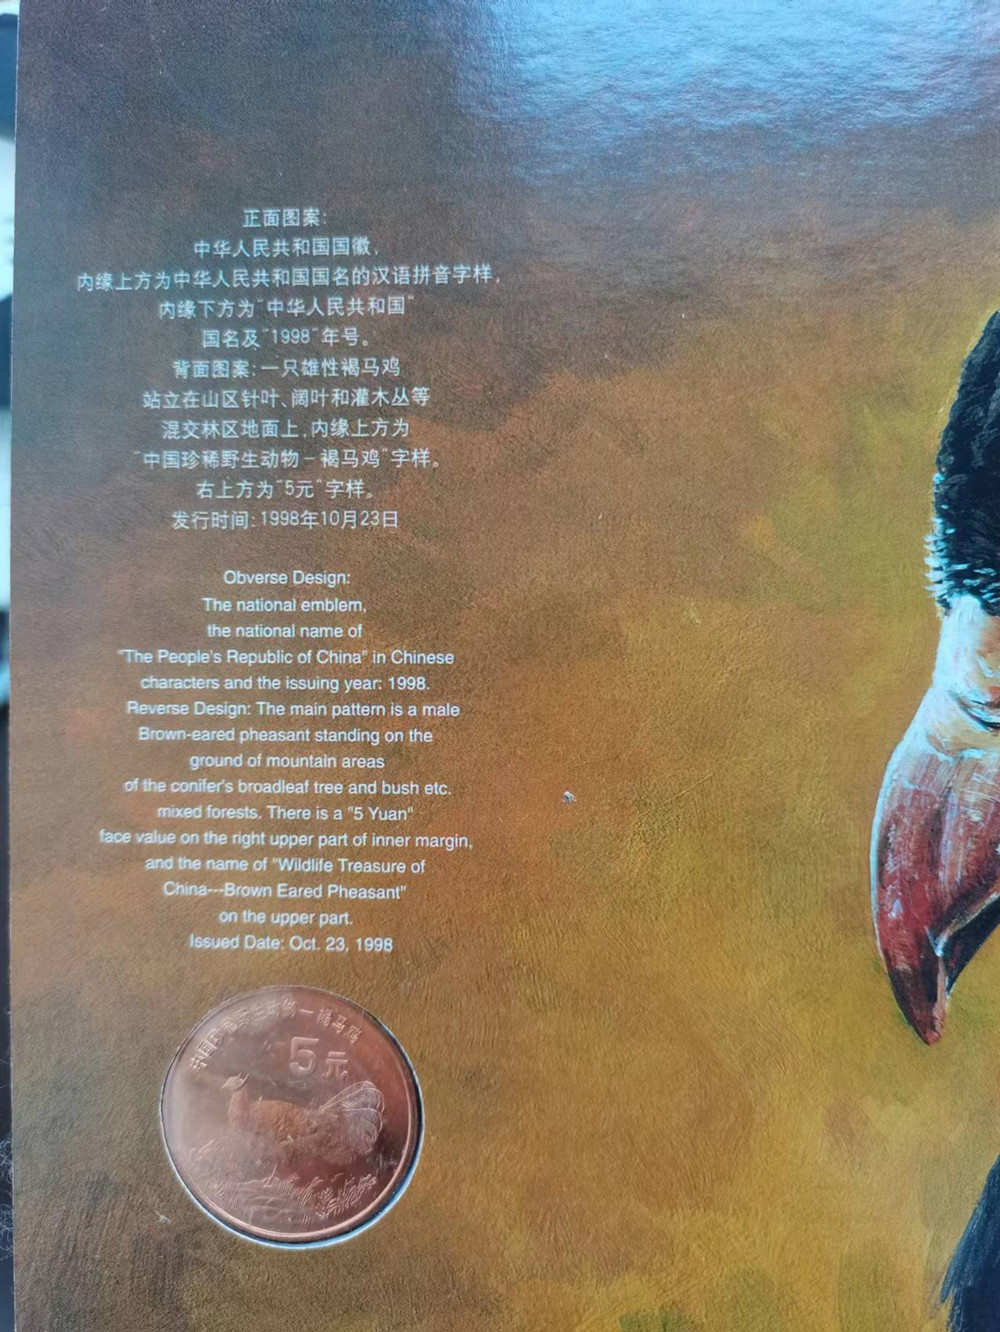 正面图案:
中华人民共和国国徽,
内缘上方为中华人民共和国国名的汉语拼音字样,
内缘下方为"中华人民共和国"
国名及"1998"年号。
背面图案:一只雄性褐马鸡
站立在山区针叶、阔叶和灌木丛等
混交林区地面上,内缘上方为
"中国珍稀野生动物－褐马鸡"字样。
右上方为"5元"字样。
发行时间:1998年10月23日
Obverse Design:
The national emblem,
the national name of
"The People's Republic of China" in Chinese
characters and the issuing year: 1998.
Reverse Design: The main pattern is a male
Brown-eared pheasant standing on the
ground of mountain areas
of the conifer's broadleaf tree and bush etc.
mixed forests. There is a "5 Yuan"
face value on the right upper part of inner margin,
and the name of "Wildlife Treasure of
China---Brown Eared Pheasant"
on the upper part.
Issued Date: Oct. 23, 1998
中国珍稀野生动物－褐马鸡
5元